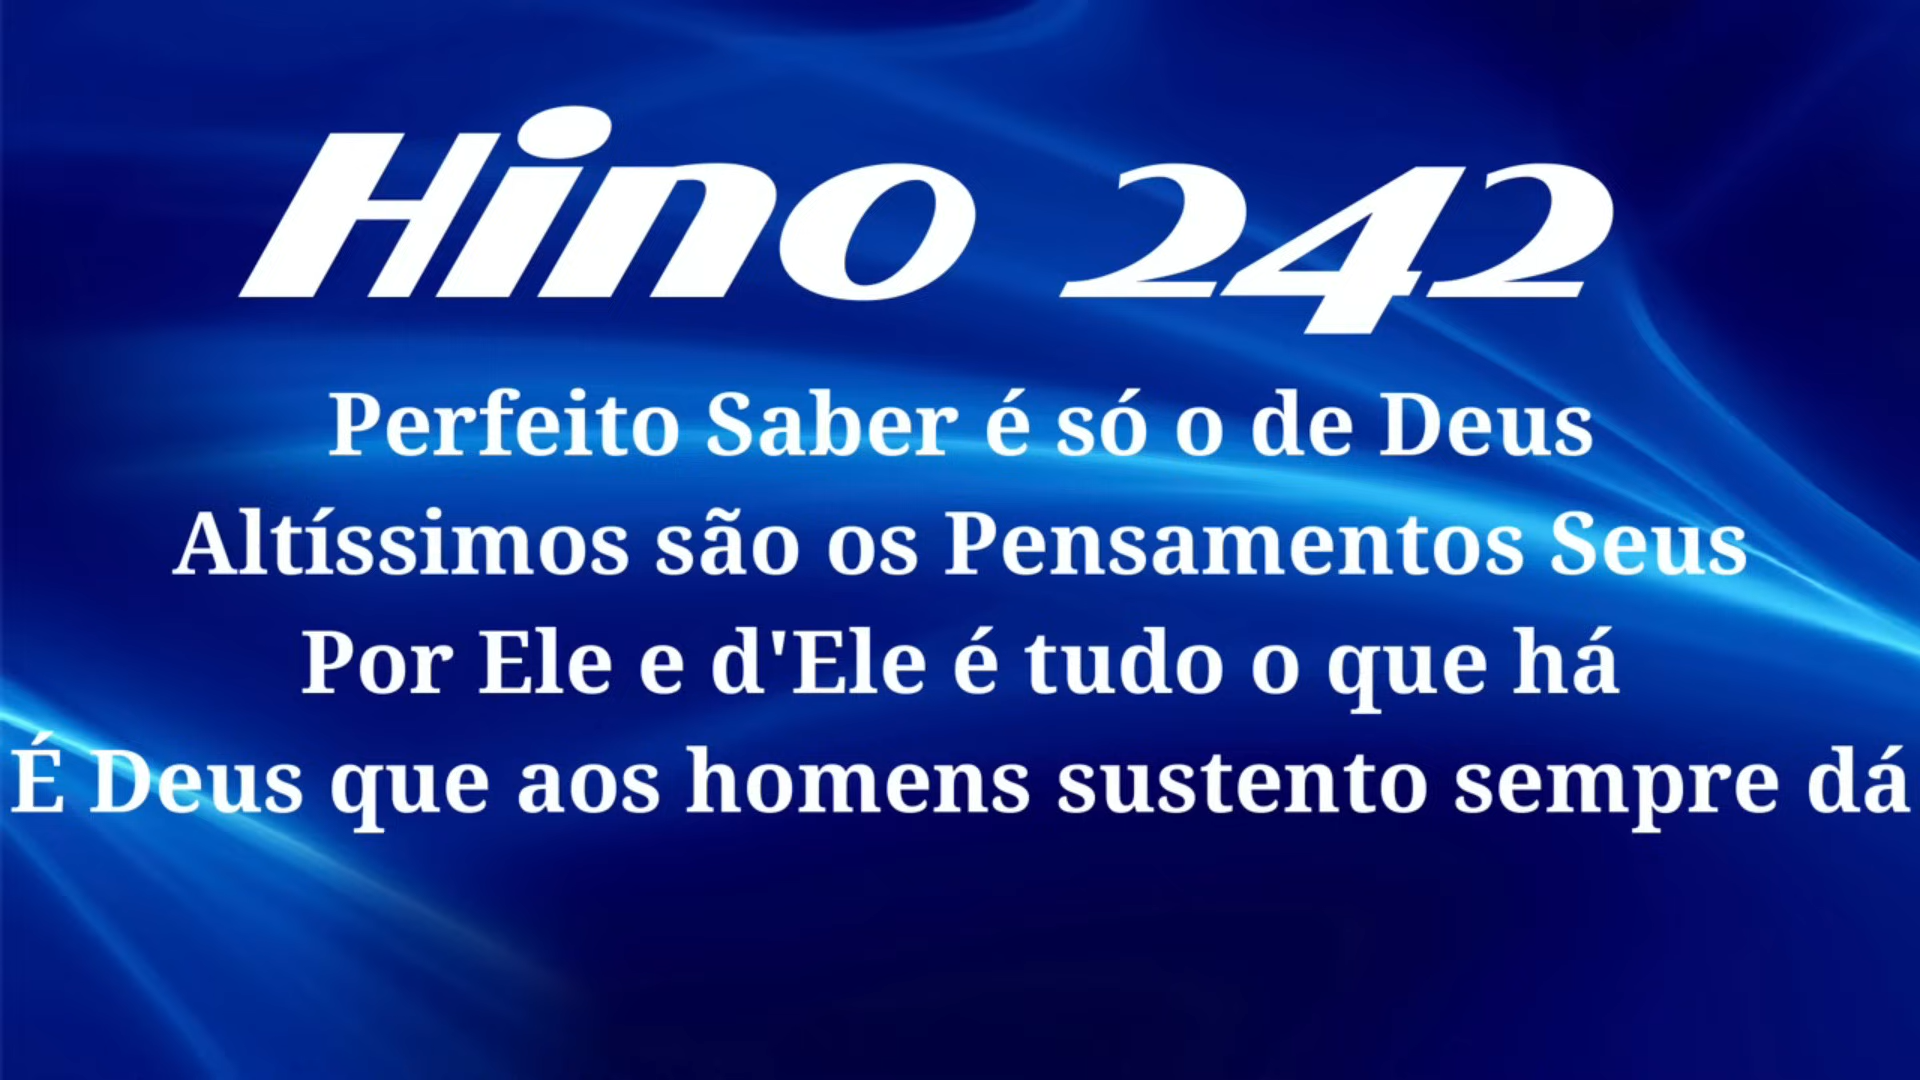 Hino 242
Perfeito Saber é só o de Deus
Altíssimos são os Pensamentos Seus
Por Ele e d'Ele é tudo o que há
É Deus que aos homens sustento sempre dá